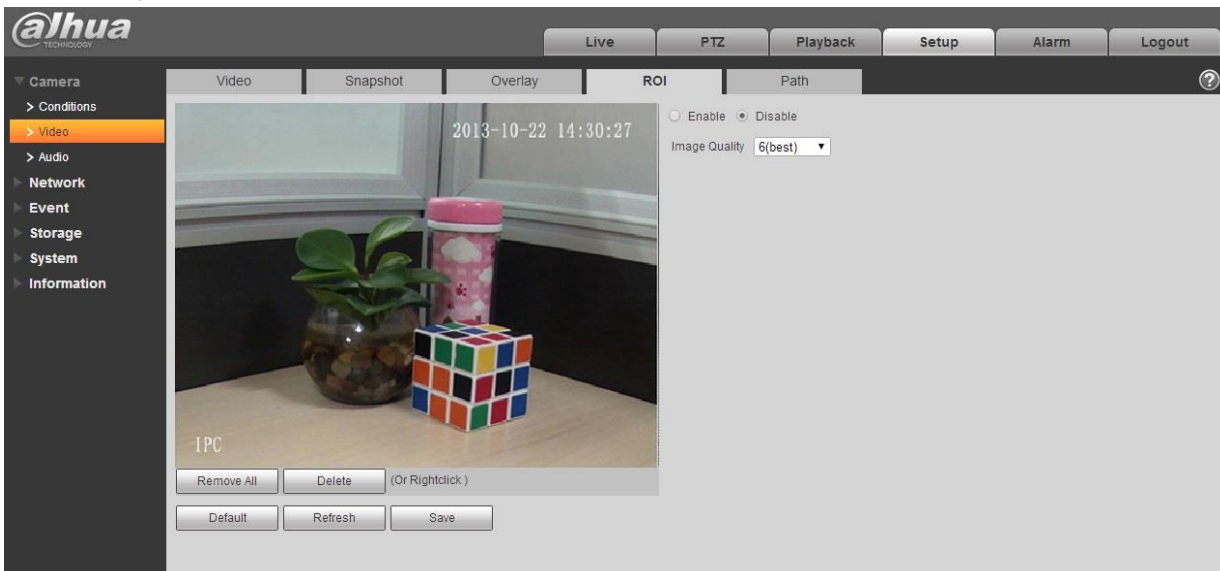 alhua
TECHNOLOGY
Live PTZ Playback Setup Alarm Logout
Camera
> Conditions
> Video
> Audio
Network
Event
Storage
System
Information
Video Snapshot Overlay ROI Path
?
2013-10-22 14:30:27
IPC
Enable Disable
Image Quality 6(best)
Remove All Delete (Or Rightclick )
Default Refresh Save